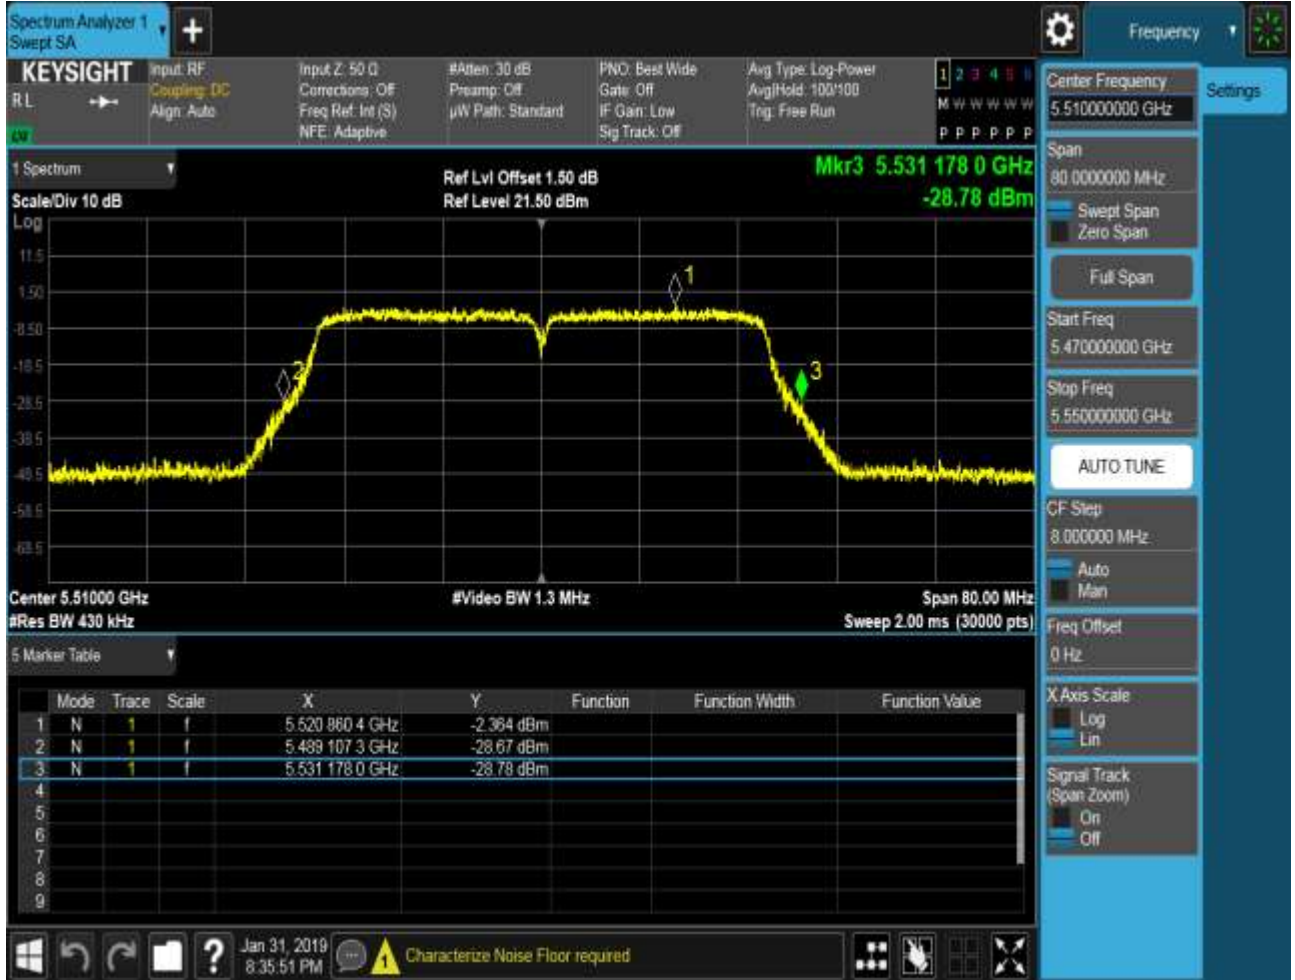 Spectrum Analyzer 1
Swept SA
Frequency
KEYSIGHT
R L
Input: RF
Coupling: DC
Align: Auto
Input Z: 50 Ω
Corrections: Off
Freq Ref: Int (S)
NFE: Adaptive
#Atten: 30 dB
Preamp: Off
µW Path: Standard
PNO: Best Wide
Gate: Off
IF Gain: Low
Sig Track: Off
Avg Type: Log-Power
Avg|Hold: 100/100
Trig: Free Run
1 2 3 4 5 6
M W W W W W
P P P P P P
1 Spectrum
Scale/Div 10 dB
Ref Lvl Offset 1.50 dB
Ref Level 21.50 dBm
Mkr3 5.531 178 0 GHz
-28.78 dBm
Log
11.5
1.50
-8.50
-18.5
-28.5
-38.5
-48.5
-58.5
-68.5
1
2
3
Center 5.51000 GHz
#Video BW 1.3 MHz
Span 80.00 MHz
#Res BW 430 kHz
Sweep 2.00 ms (30000 pts)
5 Marker Table
Mode Trace Scale X Y Function Function Width Function Value
1 N 1 f 5.520 860 4 GHz -2.364 dBm
2 N 1 f 5.489 107 3 GHz -28.67 dBm
3 N 1 f 5.531 178 0 GHz -28.78 dBm
4
5
6
7
8
9
?
Jan 31, 2019
8:35:51 PM
1
Characterize Noise Floor required
Settings
Center Frequency
5.510000000 GHz
Span
80.0000000 MHz
Swept Span
Zero Span
Full Span
Start Freq
5.470000000 GHz
Stop Freq
5.550000000 GHz
AUTO TUNE
CF Step
8.000000 MHz
Auto
Man
Freq Offset
0 Hz
X Axis Scale
Log
Lin
Signal Track
(Span Zoom)
On
Off